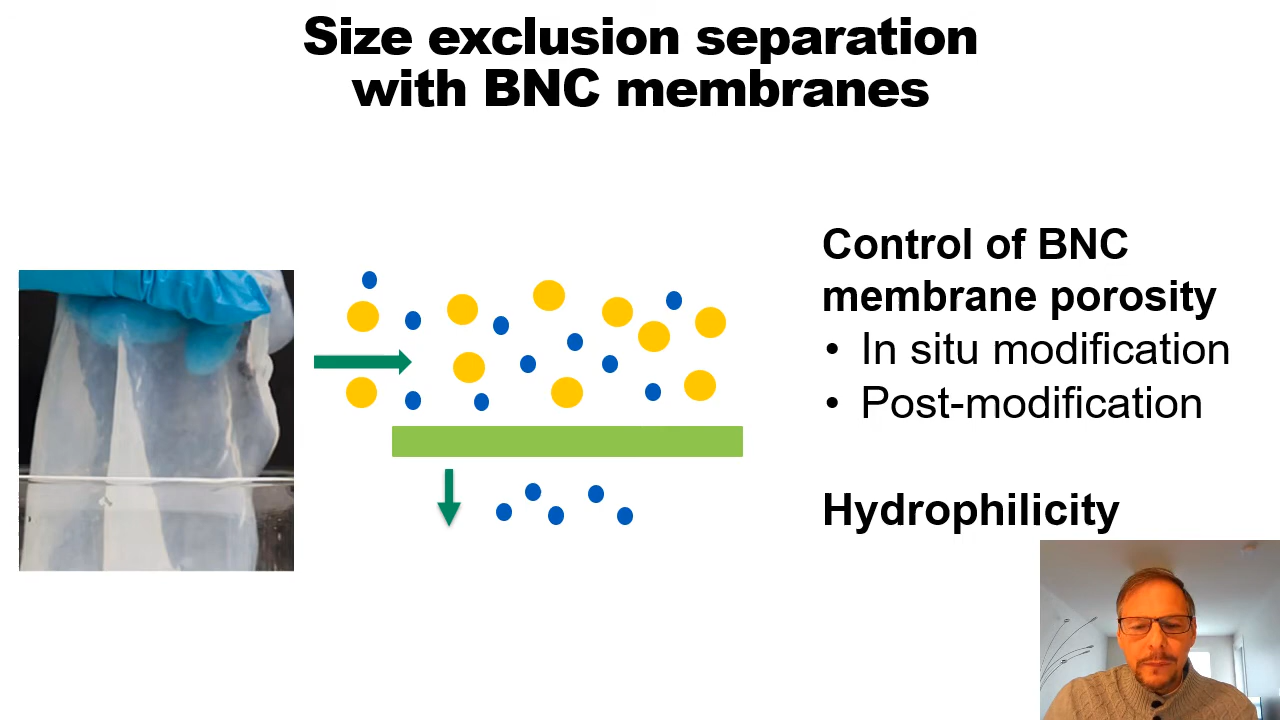 Size exclusion separation
with BNC membranes
Control of BNC
membrane porosity
• In situ modification
• Post-modification
Hydrophilicity